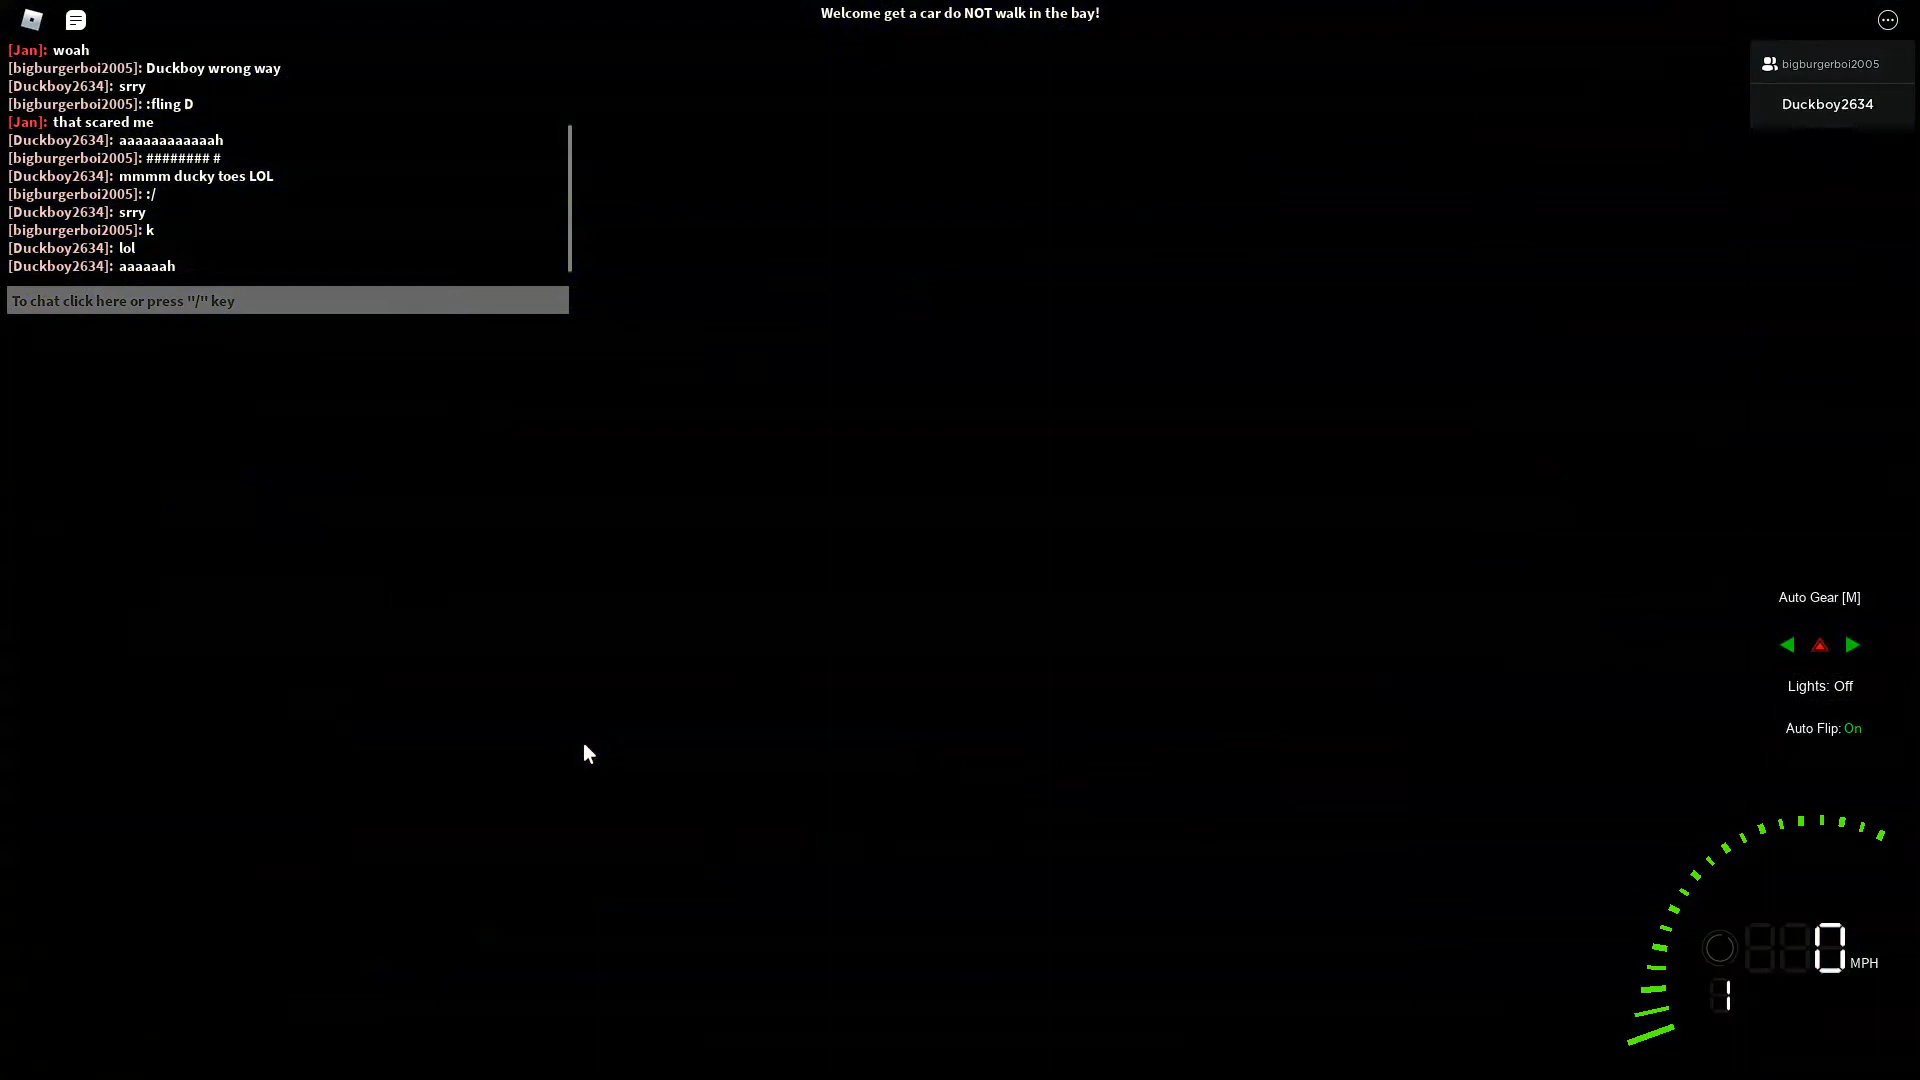 Welcome get a car do NOT walk in the bay!
[Jan]: woah
[bigburgerboi2005]: Duckboy wrong way
[Duckboy2634]: srry
[bigburgerboi2005]: :fling D
[Jan]: that scared me
[Duckboy2634]: aaaaaaaaaaaah
[bigburgerboi2005]: ######## #
[Duckboy2634]: mmmm ducky toes LOL
[bigburgerboi2005]: :/
[Duckboy2634]: srry
[bigburgerboi2005]: k
[Duckboy2634]: lol
[Duckboy2634]: aaaaaah
To chat click here or press "/" key
bigburgerboi2005
Duckboy2634
Auto Gear [M]
Lights: Off
Auto Flip: On
0 MPH
1